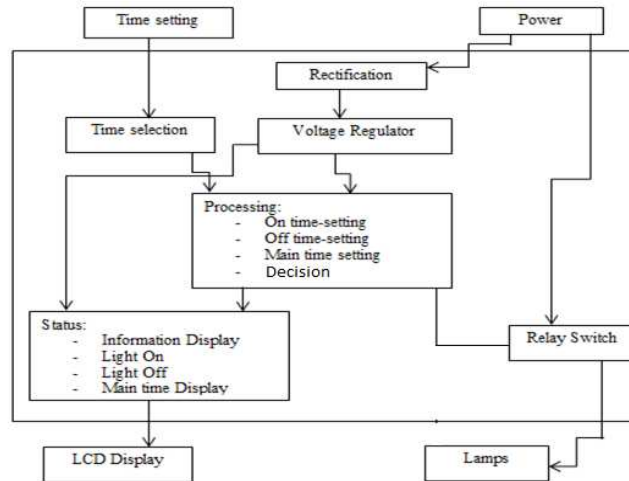 Time setting
Power
Rectification
Time selection
Voltage Regulator
Processing:
- On time-setting
- Off time-setting
- Main time setting
- Decision
Status:
- Information Display
- Light On
- Light Off
- Main time Display
Relay Switch
LCD Display
Lamps